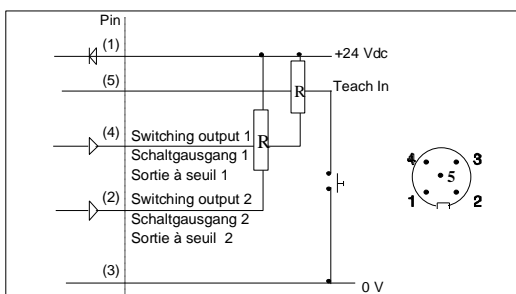 Pin
(1)
+24 Vdc
(5)
Teach In
R
(4)
Switching output 1
R
Schaltgausgang 1
Sortie à seuil 1
(2)
Switching output 2
Schaltgausgang 2
Sortie à seuil 2
(3)
0 V
4
3
5
1
2